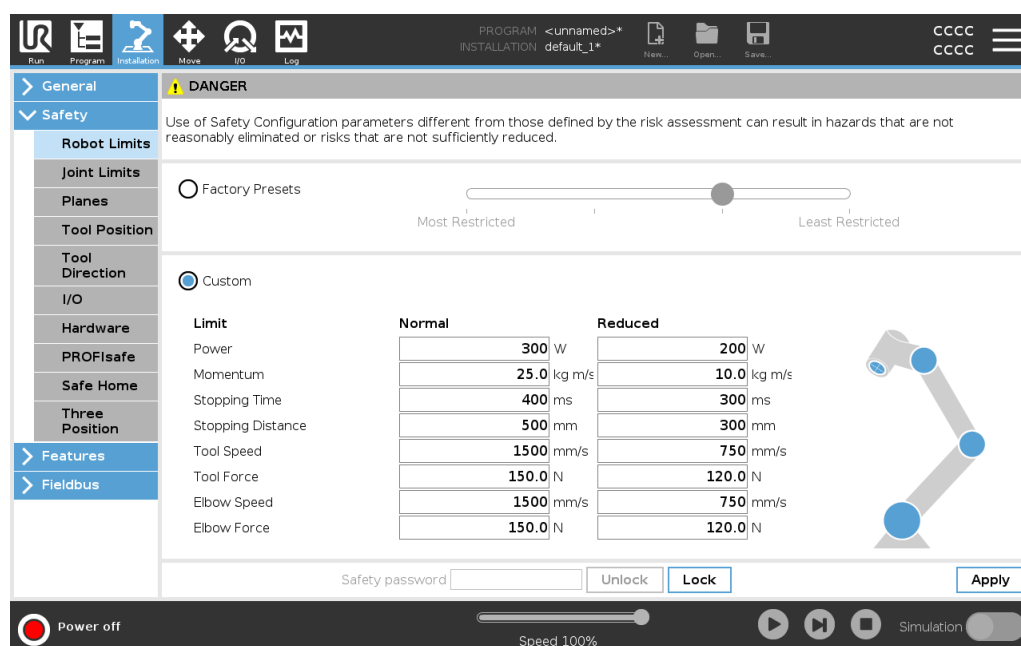 PROGRAM <unnamed>*
INSTALLATION default_1*
New...
Open...
Save...
CCCC
CCCC
Run
Program
Installation
Move
I/O
Log
General
Safety
Robot Limits
Joint Limits
Planes
Tool Position
Tool
Direction
I/O
Hardware
PROFIsafe
Safe Home
Three
Position
Features
Fieldbus
DANGER
Use of Safety Configuration parameters different from those defined by the risk assessment can result in hazards that are not
reasonably eliminated or risks that are not sufficiently reduced.
Factory Presets
Most Restricted
Least Restricted
Custom
Limit Normal Reduced
Power 300 W 200 W
Momentum 25.0 kg m/s 10.0 kg m/s
Stopping Time 400 ms 300 ms
Stopping Distance 500 mm 300 mm
Tool Speed 1500 mm/s 750 mm/s
Tool Force 150.0 N 120.0 N
Elbow Speed 1500 mm/s 750 mm/s
Elbow Force 150.0 N 120.0 N
Safety password Unlock Lock Apply
Power off
Speed 100%
Simulation